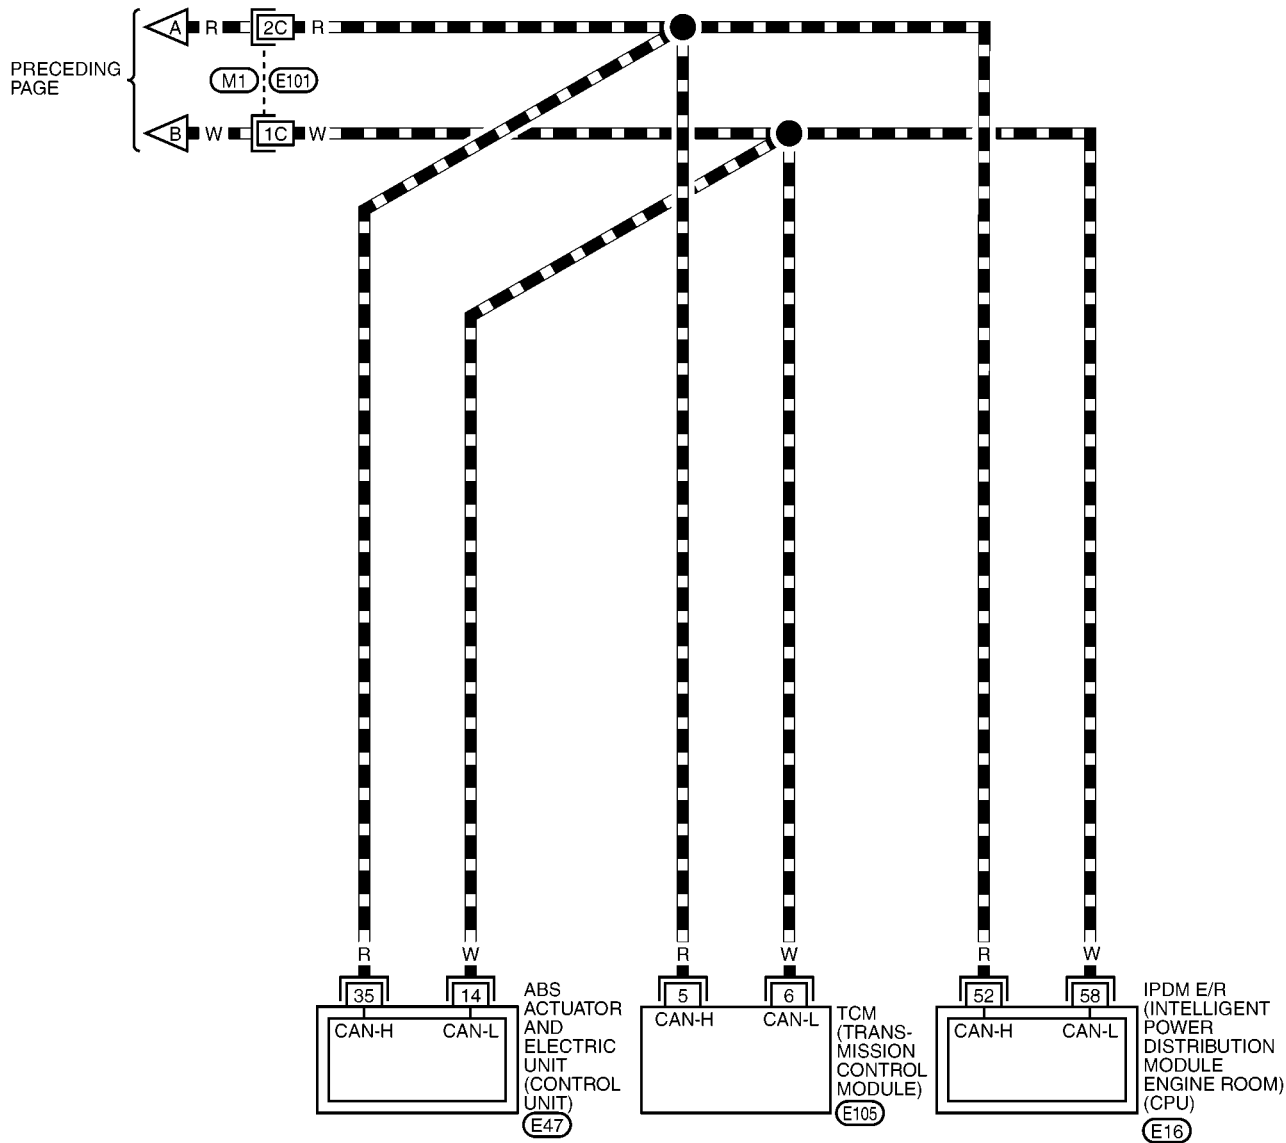 A R 2C R
PRECEDING
PAGE
M1 E101
B W 1C W
R W R W R W
35 14 5 6 52 58
CAN-H CAN-L
ABS
ACTUATOR
AND
ELECTRIC
UNIT
(CONTROL
UNIT)
E47
CAN-H CAN-L
TCM
(TRANS-
MISSION
CONTROL
MODULE)
E105
CAN-H CAN-L
IPDM E/R
(INTELLIGENT
POWER
DISTRIBUTION
MODULE
ENGINE ROOM)
(CPU)
E16